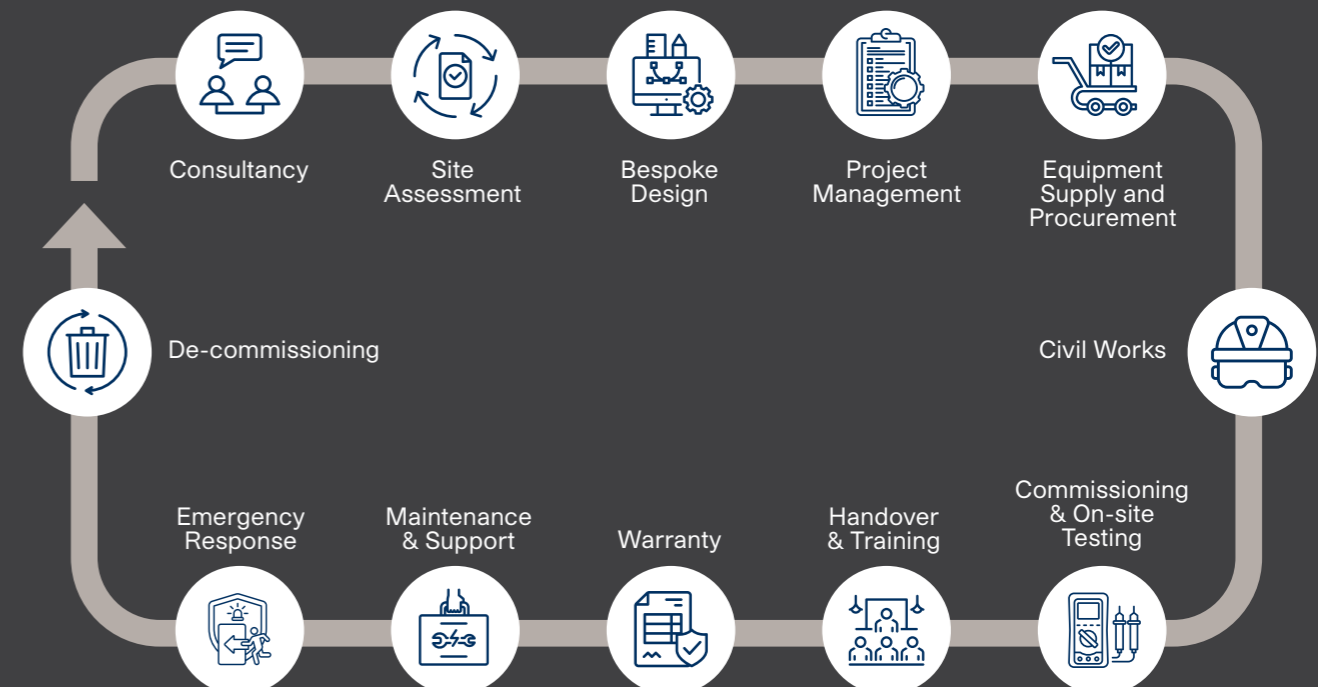 Consultancy
Site
Assessment
Bespoke
Design
Project
Management
Equipment
Supply and
Procurement
De-commissioning
Civil Works
Emergency
Response
Maintenance
& Support
Warranty
Handover
& Training
Commissioning
& On-site
Testing